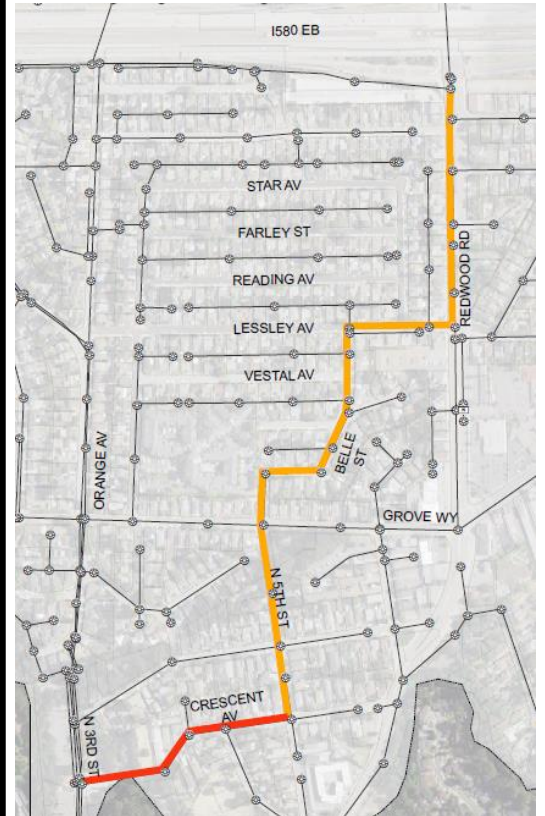 I580 EB
STAR AV
FARLEY ST
REDWOOD RD
READING AV
LESSLEY AV
VESTAL AV
BELLE
ST
ORANGE AV
GROVE WY
N 5TH ST
CRESCENT
AV
N 3RD ST